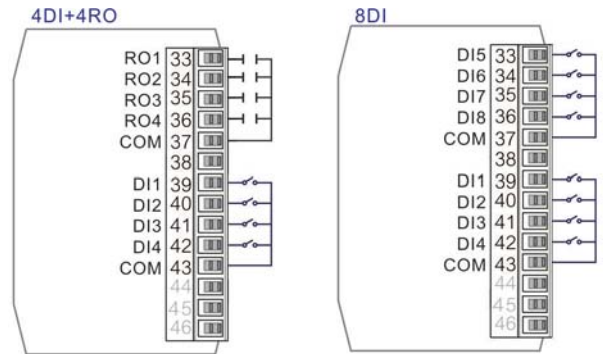 4DI+4RO
RO1 33
RO2 34
RO3 35
RO4 36
COM 37
38
DI1 39
DI2 40
DI3 41
DI4 42
COM 43
44
45
46
8DI
DI5 33
DI6 34
DI7 35
DI8 36
COM 37
38
DI1 39
DI2 40
DI3 41
DI4 42
COM 43
44
45
46